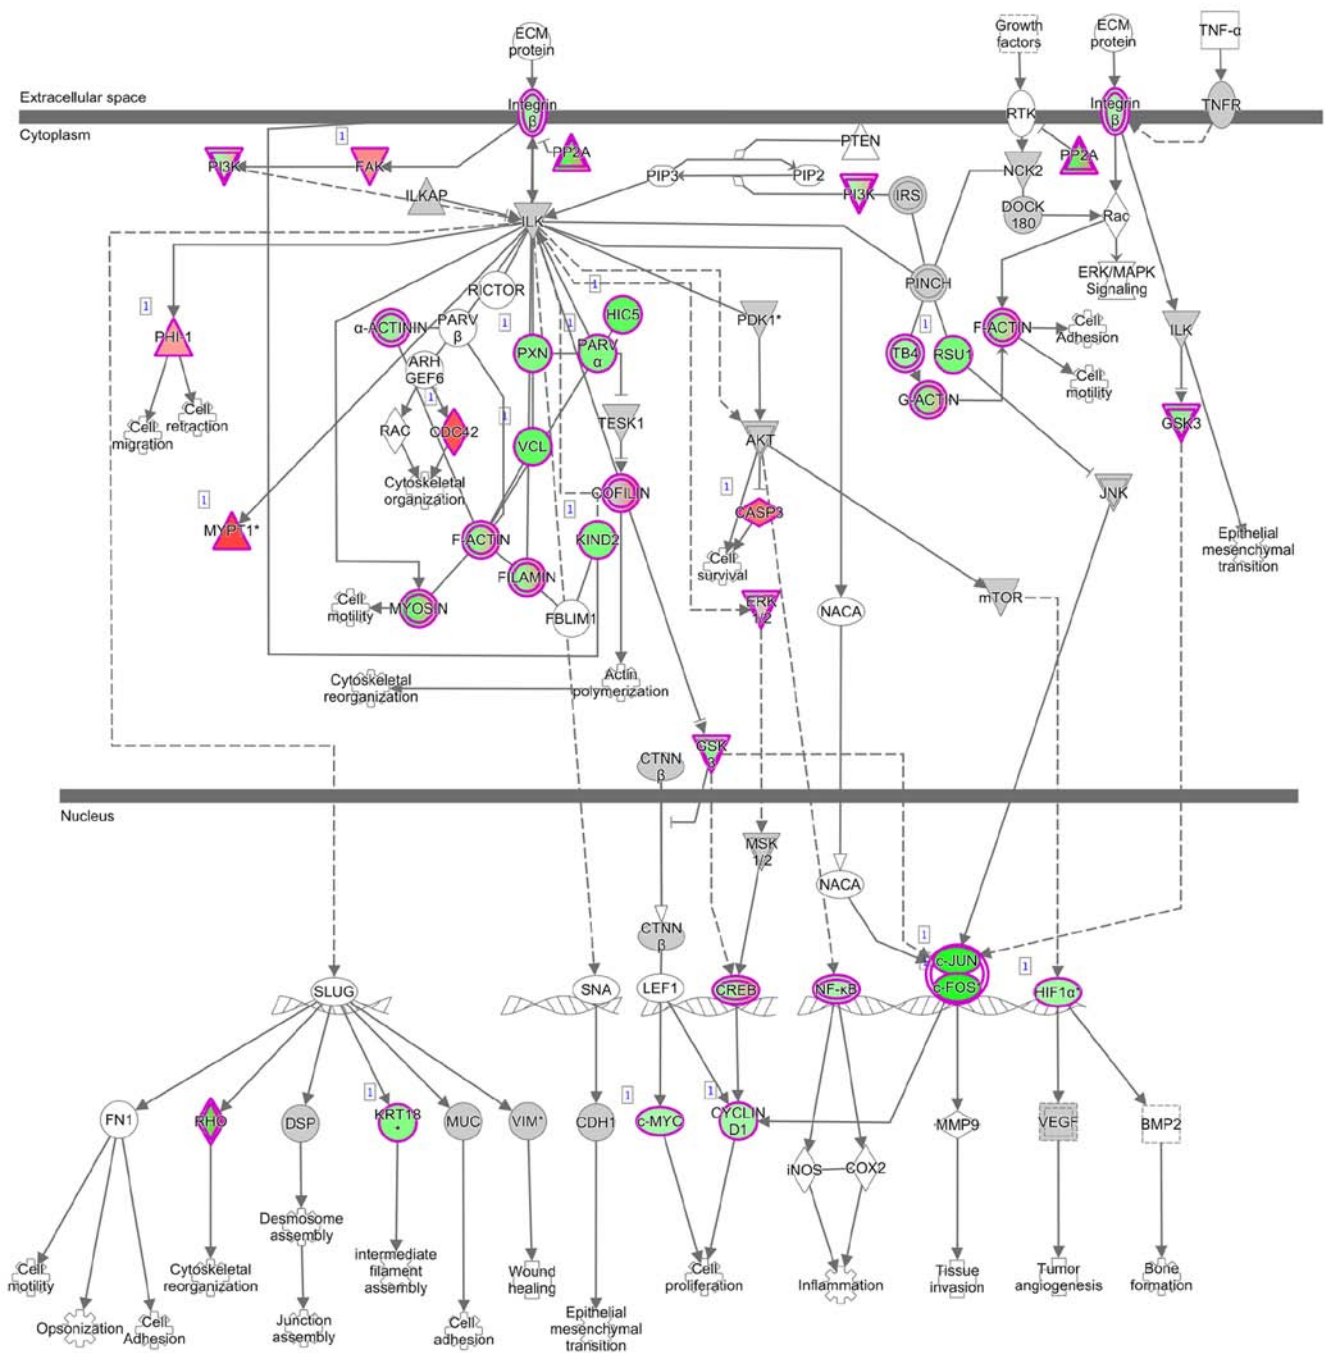 ECM
protein
Growth
factors
ECM
protein
TNF-α
Extracellular space
Integrin
β
RTK
Integrin
β
TNFR
Cytoplasm
1
PI3K
FAK
PP2A
PTEN
PP2A
ILKAP
PIP3
PIP2
PI3K
IRS
NCK2
DOCK
180
Rac
ILK
ERK/MAPK
Signaling
PINCH
RICTOR
1
1
PHI-1
α-ACTININ
PARV
β
1
1
HIC5
PDK1*
1
F-ACTIN
Cell
Adhesion
ILK
PXN
PARV
α
TB4
RSU1
ARH
GEF6
Cell
motility
Cell
migration
Cell
retraction
1
RAC
CDC42
1
VCL
TESK1
G-ACTIN
GSK3
AKT
Cytoskeletal
organization
1
MYPT1*
COFILIN
1
1
CASP3
JNK
F-ACTIN
KIND2
Cell
survival
Epithelial
mesenchymal
transition
FILAMIN
Cell
motility
MYOSIN
FBLIM1
ERK
1/2
NACA
mTOR
Cytoskeletal
reorganization
Actin
polymerization
CTNN
β
GSK
3
Nucleus
MSK
1/2
NACA
CTNN
β
1
c-JUN
1
SLUG
SNA
LEF1
CREB
NF-κB
c-FOS*
HIF1α*
1
1
1
FN1
RHO
DSP
KRT18
*
MUC
VIM*
CDH1
c-MYC
CYCLIN
D1
MMP9
VEGF
BMP2
iNOS
COX2
Desmosome
assembly
Cell
motility
Cytoskeletal
reorganization
intermediate
filament
assembly
Wound
healing
Cell
proliferation
Inflammation
Tissue
invasion
Tumor
angiogenesis
Bone
formation
Opsonization
Cell
Adhesion
Junction
assembly
Cell
adhesion
Epithelial
mesenchymal
transition